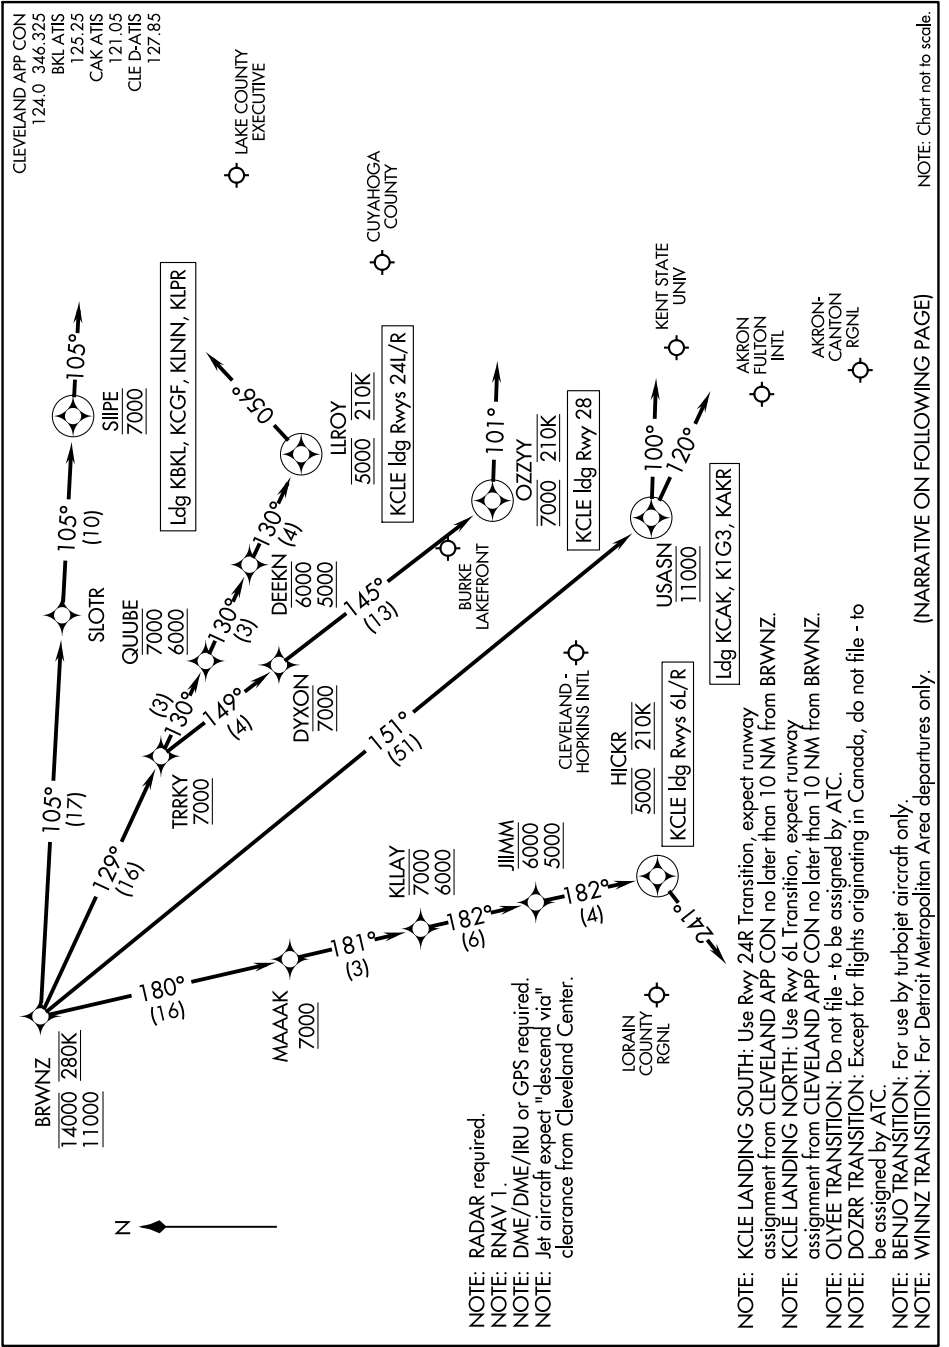 CLEVELAND APP CON
124.0 346.325
BKL ATIS
125.25
CAK ATIS
121.05
CLE D-ATIS
127.85
BRWNZ
14000 280K
11000
105°
(17)
SLOTR
105°
(10)
SIIPE
7000
105°
Ldg KBKL, KCGF, KLNN, KLPR
LAKE COUNTY
EXECUTIVE
129°
(16)
TRRKY
7000
130°
(3)
QUUBE
7000
6000
130°
(3)
DEEKN
6000
5000
130°
(4)
LLROY
5000 210K
KCLE ldg Rwys 24L/R
056°
CUYAHOGA
COUNTY
149°
(4)
DYXON
7000
145°
(13)
BURKE
LAKEFRONT
OZZYY
7000 210K
KCLE ldg Rwy 28
101°
151°
(51)
USASN
11000
Ldg KCAK, K1G3, KAKR
100°
120°
KENT STATE
UNIV
AKRON
FULTON
INTL
AKRON-
CANTON
RGNL
CLEVELAND -
HOPKINS INTL
180°
(16)
MAAAK
7000
181°
(3)
KLLAY
7000
6000
182°
(6)
JIIMM
6000
5000
182°
(4)
HICKR
5000 210K
KCLE ldg Rwys 6L/R
241°
LORAIN
COUNTY
RGNL
N
NOTE: RADAR required.
NOTE: RNAV 1.
NOTE: DME/DME/IRU or GPS required.
NOTE: Jet aircraft expect "descend via"
clearance from Cleveland Center.
NOTE: KCLE LANDING SOUTH: Use Rwy 24R Transition, expect runway
assignment from CLEVELAND APP CON no later than 10 NM from BRWNZ.
NOTE: KCLE LANDING NORTH: Use Rwy 6L Transition, expect runway
assignment from CLEVELAND APP CON no later than 10 NM from BRWNZ.
NOTE: OLYEE TRANSITION: Do not file - to be assigned by ATC.
NOTE: DOZRR TRANSITION: Except for flights originating in Canada, do not file - to
be assigned by ATC.
NOTE: BENJO TRANSITION: For use by turbojet aircraft only.
NOTE: WINNZ TRANSITION: For Detroit Metropolitan Area departures only.
(NARRATIVE ON FOLLOWING PAGE)
NOTE: Chart not to scale.